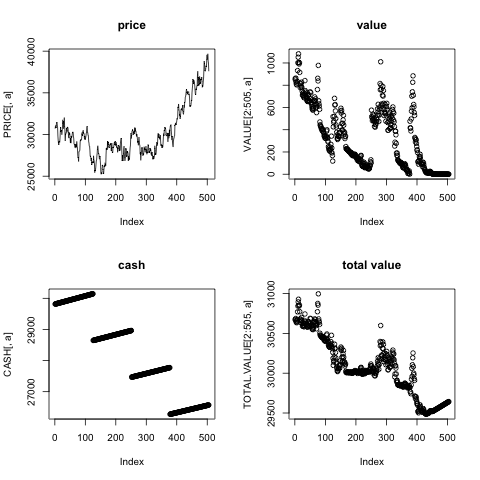 price
PRICE[, a]
40000
35000
30000
25000
0 100 200 300 400 500
Index
value
VALUE[2:505, a]
1000
600
200
0
0 100 200 300 400 500
Index
cash
CASH[, a]
29000
27000
0 100 200 300 400 500
Index
total value
TOTAL.VALUE[2:505, a]
31000
30500
30000
29500
0 100 200 300 400 500
Index